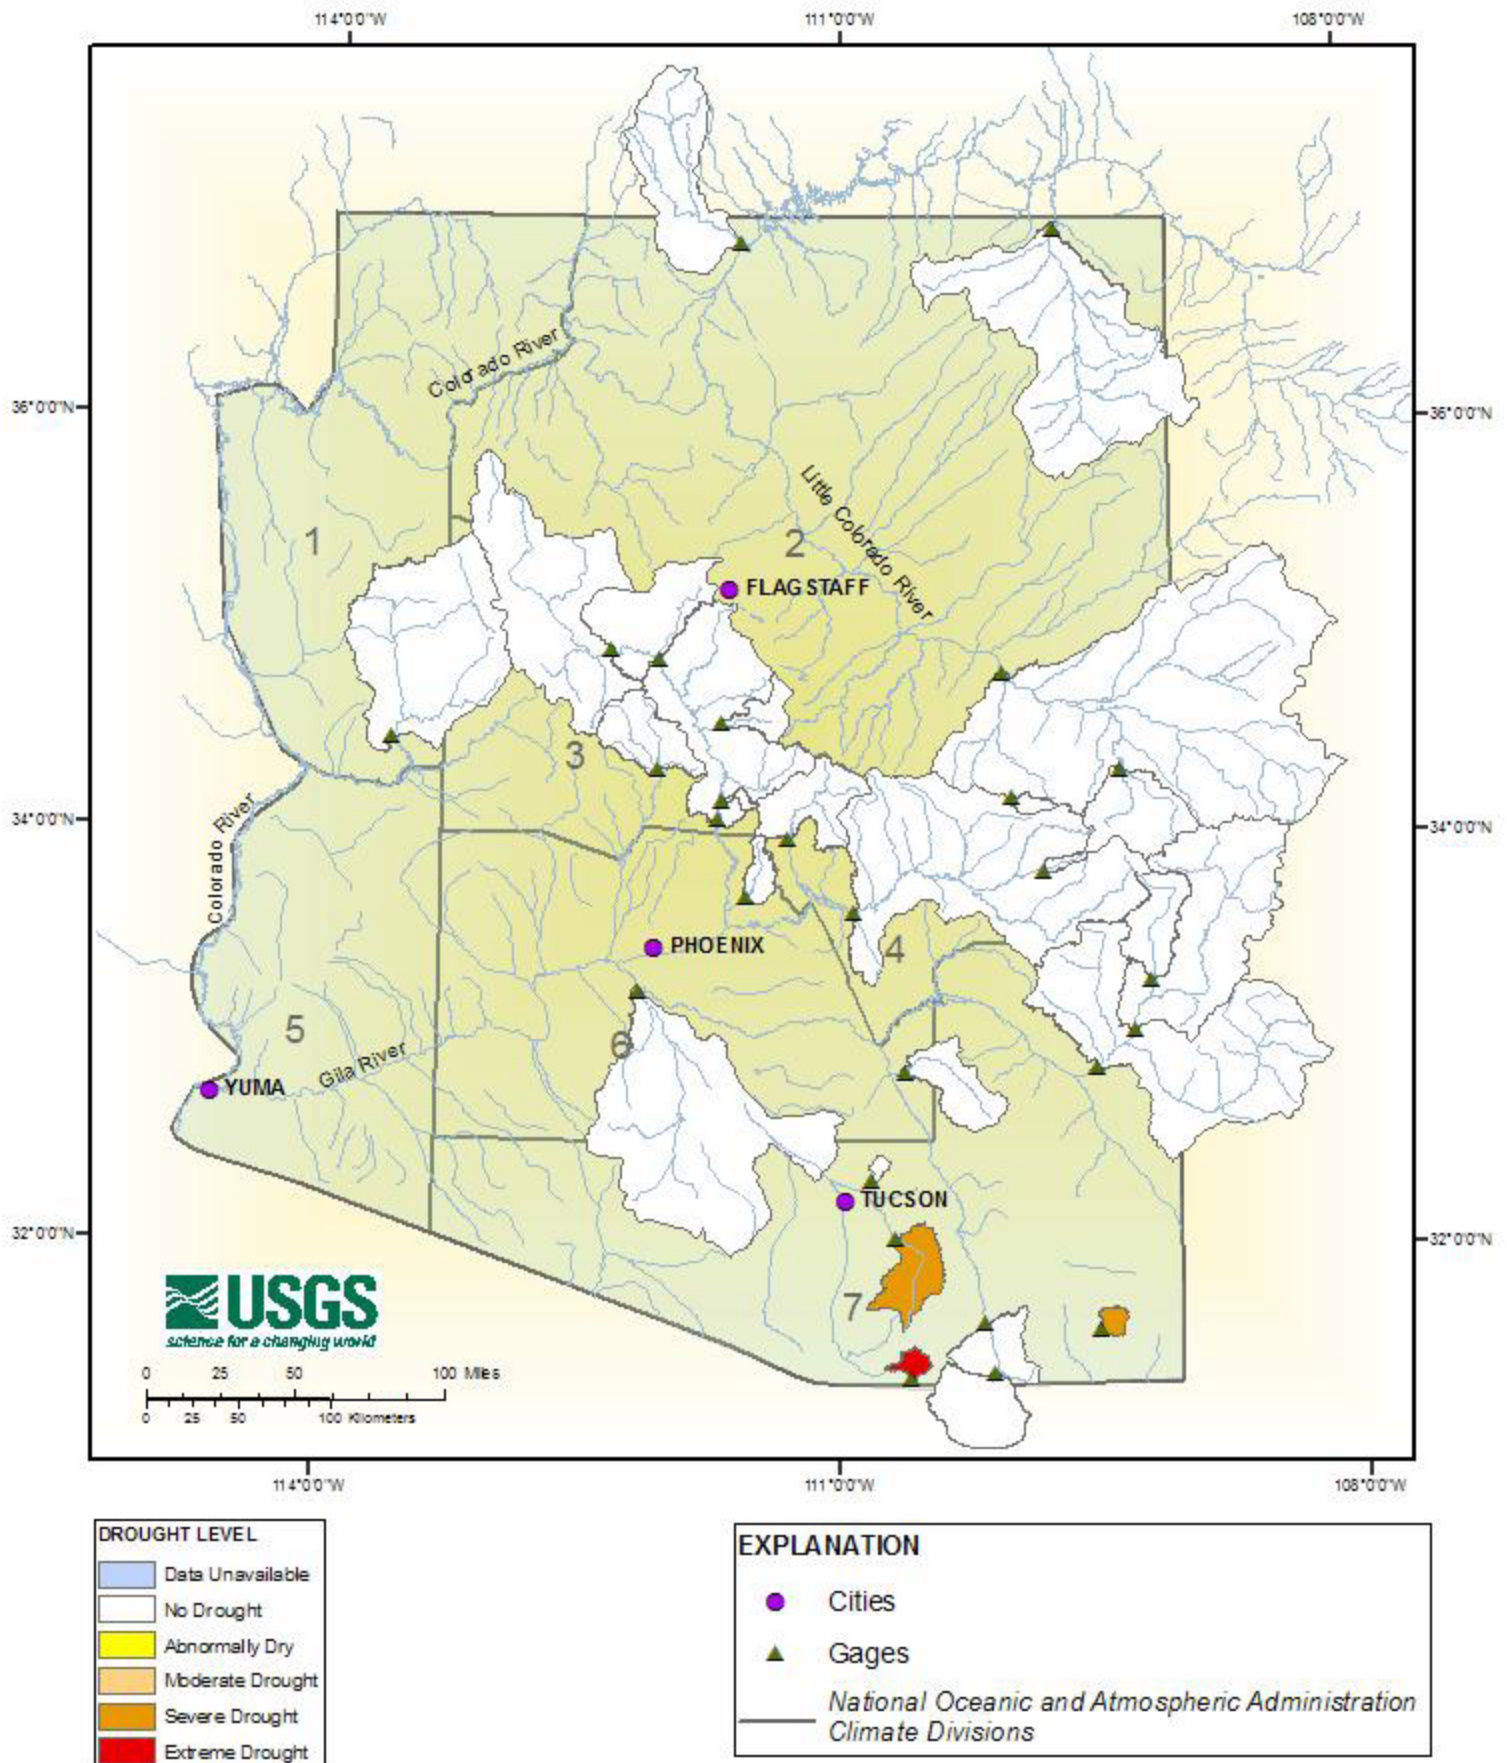 114°0'0"W 111°0'0"W 108°0'0"W
Colorado River
36°0'0"N 36°0'0"N
Little Colorado River
1 2
FLAGSTAFF
3
34°0'0"N 34°0'0"N
Colorado River
PHOENIX
4
5 6
Gila River
YUMA
TUCSON
32°0'0"N 32°0'0"N
7
USGS
science for a changing world
0 25 50 100 Miles
0 25 50 100 Kilometers
114°0'0"W 111°0'0"W 108°0'0"W
DROUGHT LEVEL
Data Unavailable
No Drought
Abnormally Dry
Moderate Drought
Severe Drought
Extreme Drought
EXPLANATION
Cities
Gages
National Oceanic and Atmospheric Administration
Climate Divisions